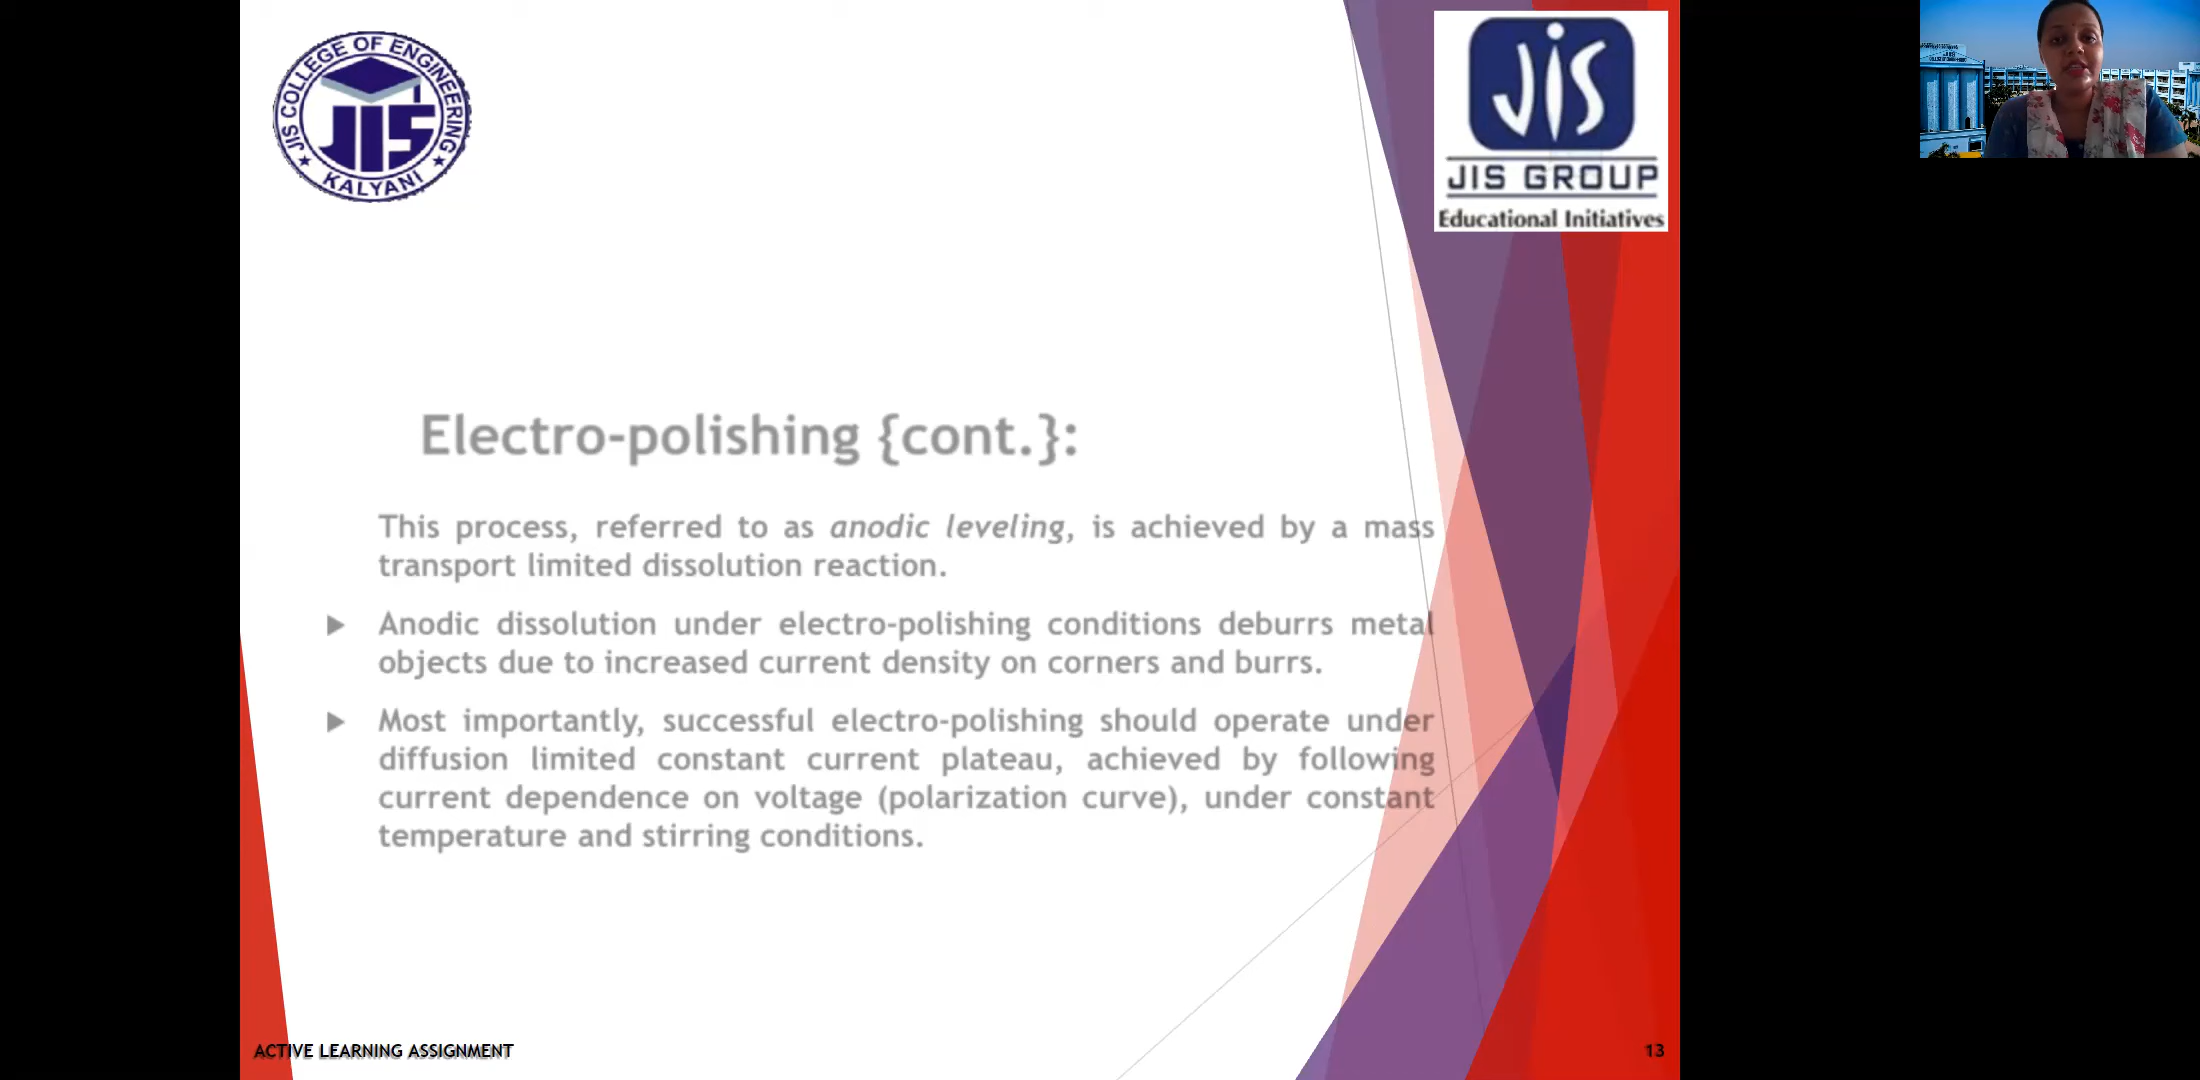 JIS COLLEGE OF ENGINEERING
JIS
KALYANI
JIS
JIS GROUP
Educational Initiatives
Electro-polishing {cont.}:
This process, referred to as anodic leveling, is achieved by a mass
transport limited dissolution reaction.
Anodic dissolution under electro-polishing conditions deburrs metal
objects due to increased current density on corners and burrs.
Most importantly, successful electro-polishing should operate under
diffusion limited constant current plateau, achieved by following
current dependence on voltage (polarization curve), under constant
temperature and stirring conditions.
ACTIVE LEARNING ASSIGNMENT
13